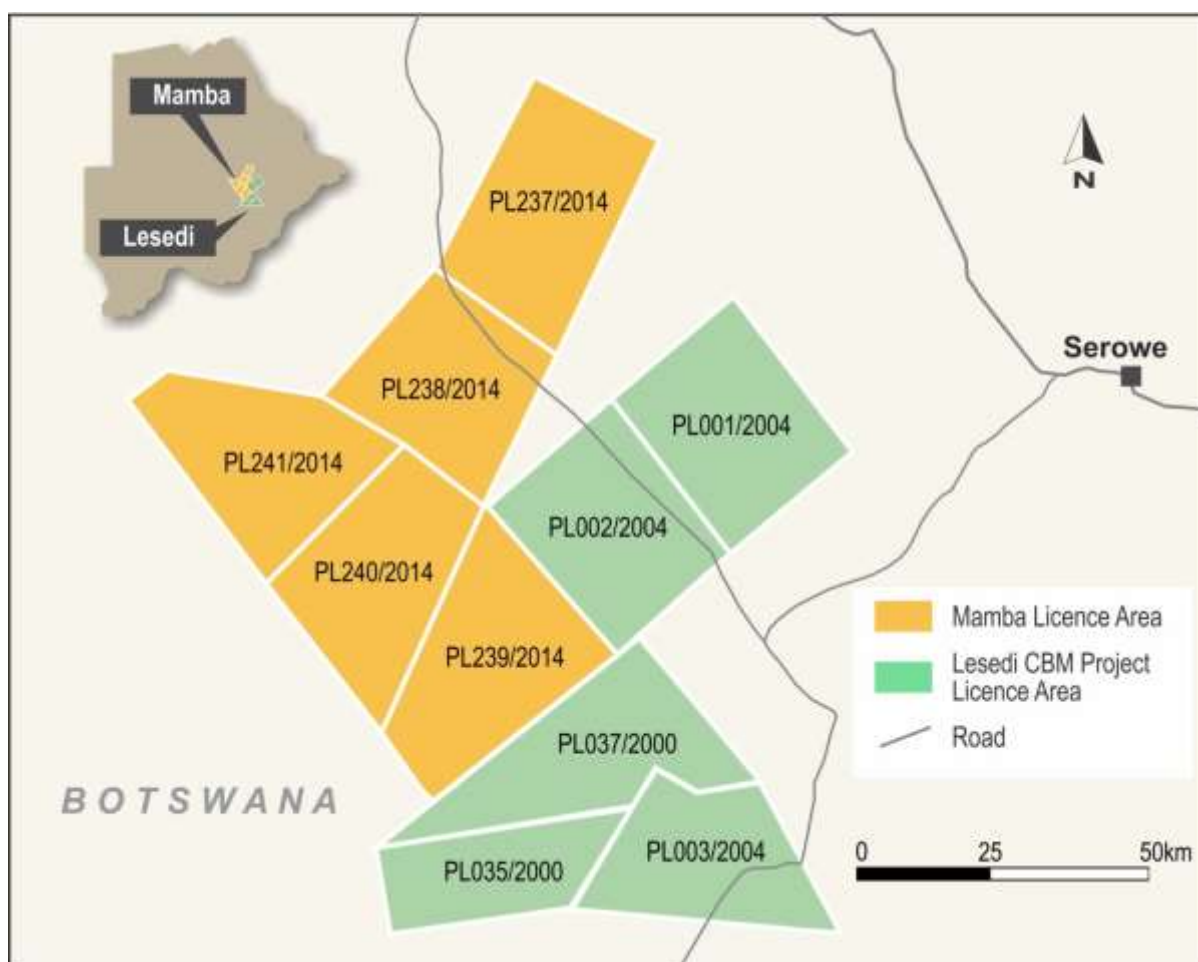 Mamba
Lesedi
N
PL237/2014
Serowe
PL238/2014
PL001/2004
PL241/2014
PL002/2004
PL240/2014
PL239/2014
Mamba Licence Area
Lesedi CBM Project
Licence Area
Road
PL037/2000
BOTSWANA
PL003/2004
PL035/2000
0 25 50km